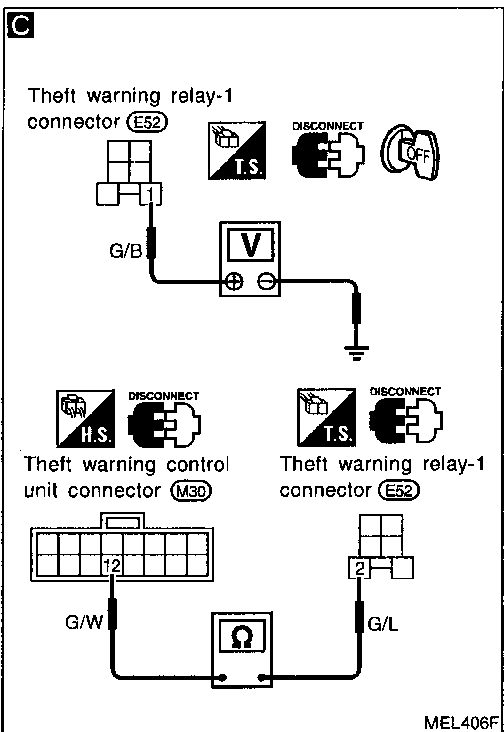 C
Theft warning relay-1
connector E52
DISCONNECT
T.S.
OFF
1
G/B
V
⊕ ⊖
DISCONNECT
H.S.
DISCONNECT
T.S.
Theft warning control
unit connector M30
Theft warning relay-1
connector E52
12
2
G/W
Ω
G/L
MEL406F